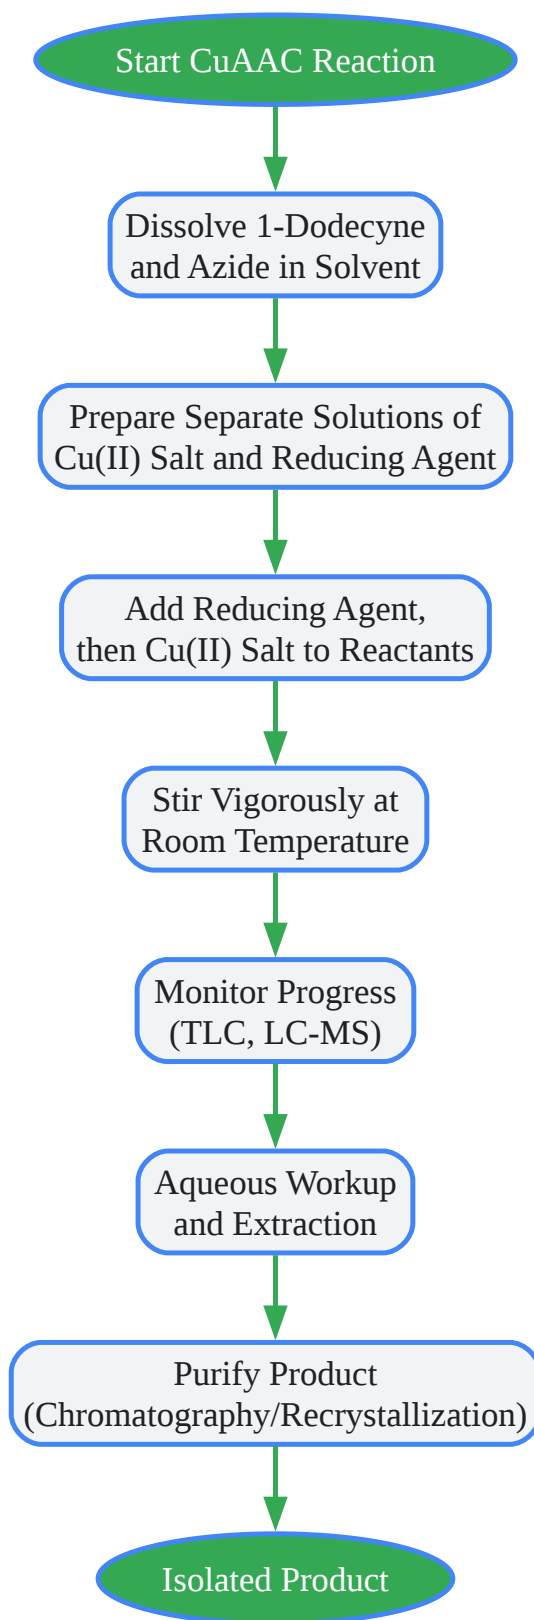 Start CuAAC Reaction
Dissolve 1-Dodecyne
and Azide in Solvent
Prepare Separate Solutions of
Cu(II) Salt and Reducing Agent
Add Reducing Agent,
then Cu(II) Salt to Reactants
Stir Vigorously at
Room Temperature
Monitor Progress
(TLC, LC-MS)
Aqueous Workup
and Extraction
Purify Product
(Chromatography/Recrystallization)
Isolated Product